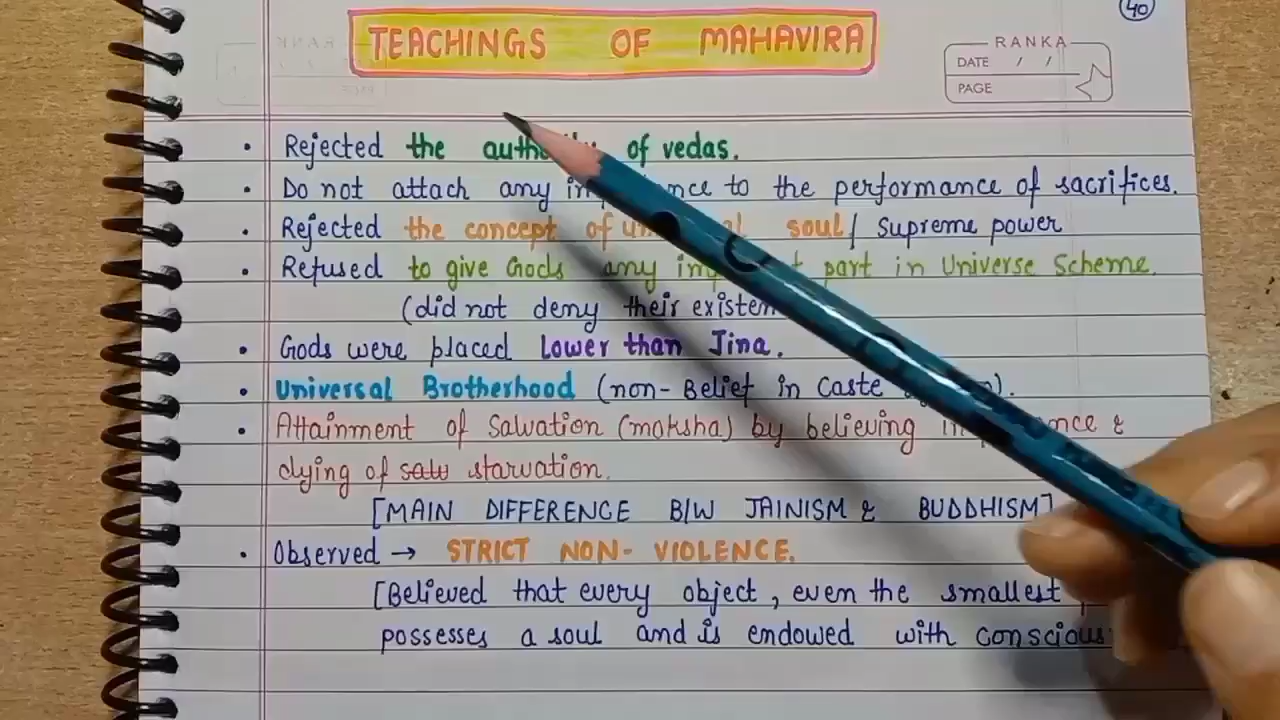 40
TEACHINGS OF MAHAVIRA
RANKA
DATE / /
PAGE
• Rejected the of vedas.
• Do not attach any to the performance of sacrifices.
• Rejected the concept of soul / Supreme power
• Refused to give Gods any part in Universe Scheme.
(did not deny their
• Gods were placed Lower than Jina.
• Universal Brotherhood (non-Belief in Caste ).
• Attainment of Salvation (moksha) by believing in &
dying of starvation.
[MAIN DIFFERENCE B/W JAINISM & BUDDHISM]
• Observed → STRICT NON-VIOLENCE.
[Believed that every object, even the smallest,
possesses a soul and is endowed with